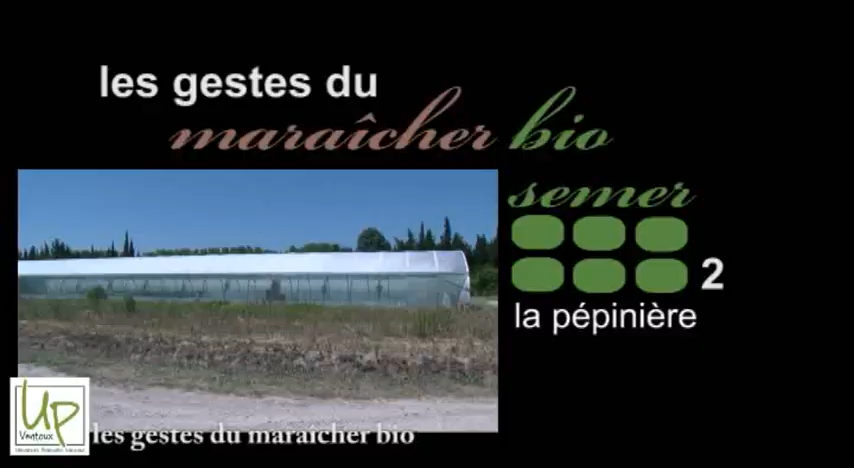 les gestes du
maraîcher bio
semer
2
la pépinière
UP
Ventoux
les gestes du maraîcher bio